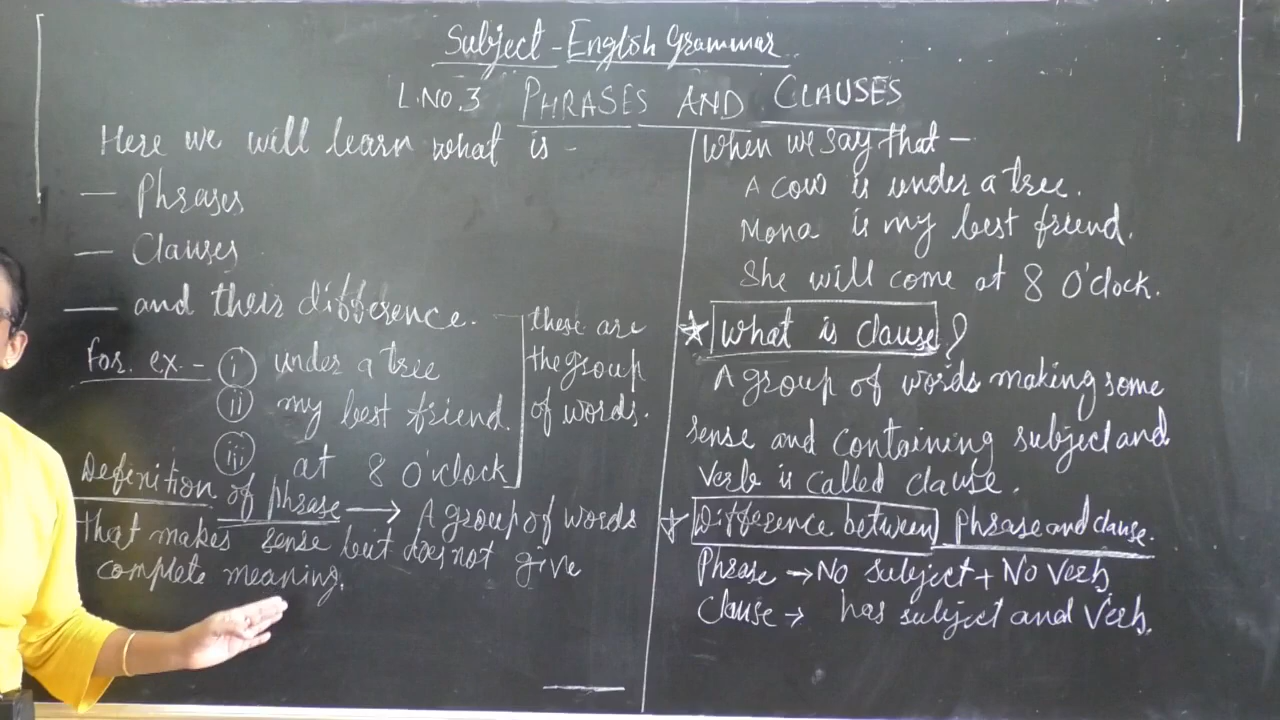 Subject - English Grammar
L.NO.3 PHRASES AND CLAUSES
Here we will learn what is -
— Phrases
— Clauses
— and their difference.
for. ex. - (i) under a tree
(ii) my best friend.
(iii) at 8 O'clock
these are
the group
of words.
Definition of phrase → A group of words
that makes sense but does not give
complete meaning.
When we say that —
A cow is under a tree.
Mona is my best friend.
She will come at 8 O'clock.
☆ What is clause?
A group of words making some
sense and containing subject and
verb is called clause.
☆ Difference between phrase and clause.
Phrase → No subject + No Verb
Clause → has subject and Verb.